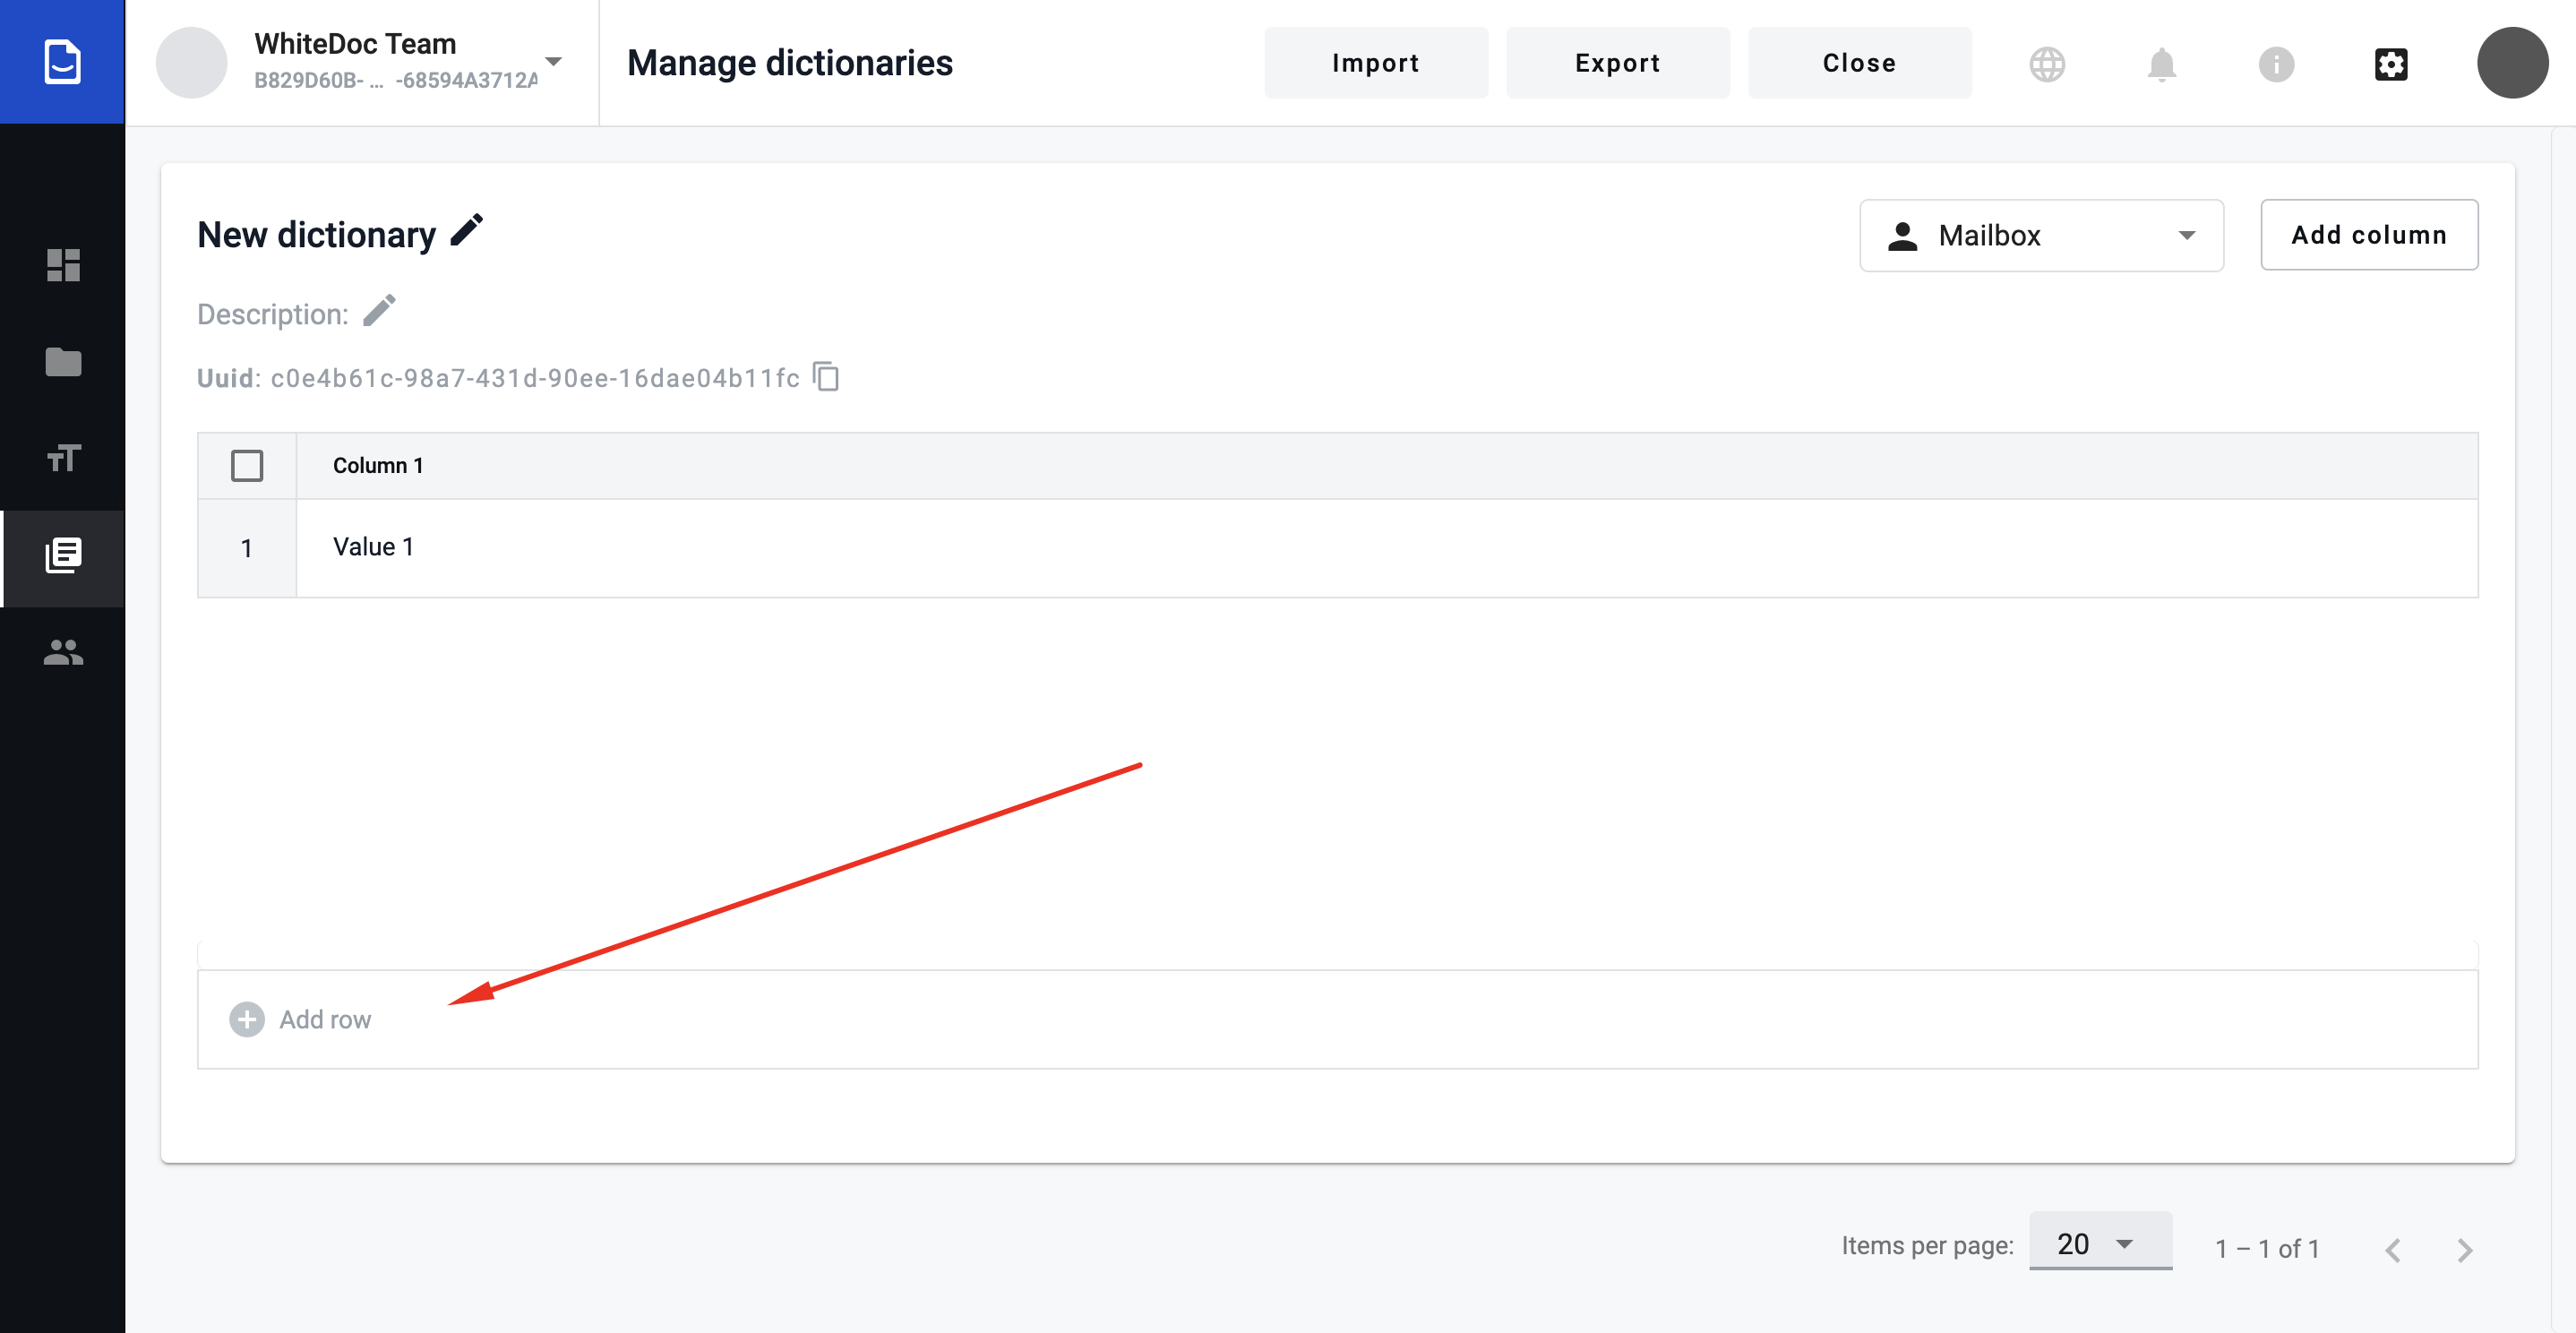 WhiteDoc Team
B829D60B- ... -68594A3712A
Manage dictionaries
Import
Export
Close
New dictionary
Mailbox
Add column
Description:
Uuid: c0e4b61c-98a7-431d-90ee-16dae04b11fc
Column 1
1
Value 1
Add row
Items per page:
20
1 – 1 of 1